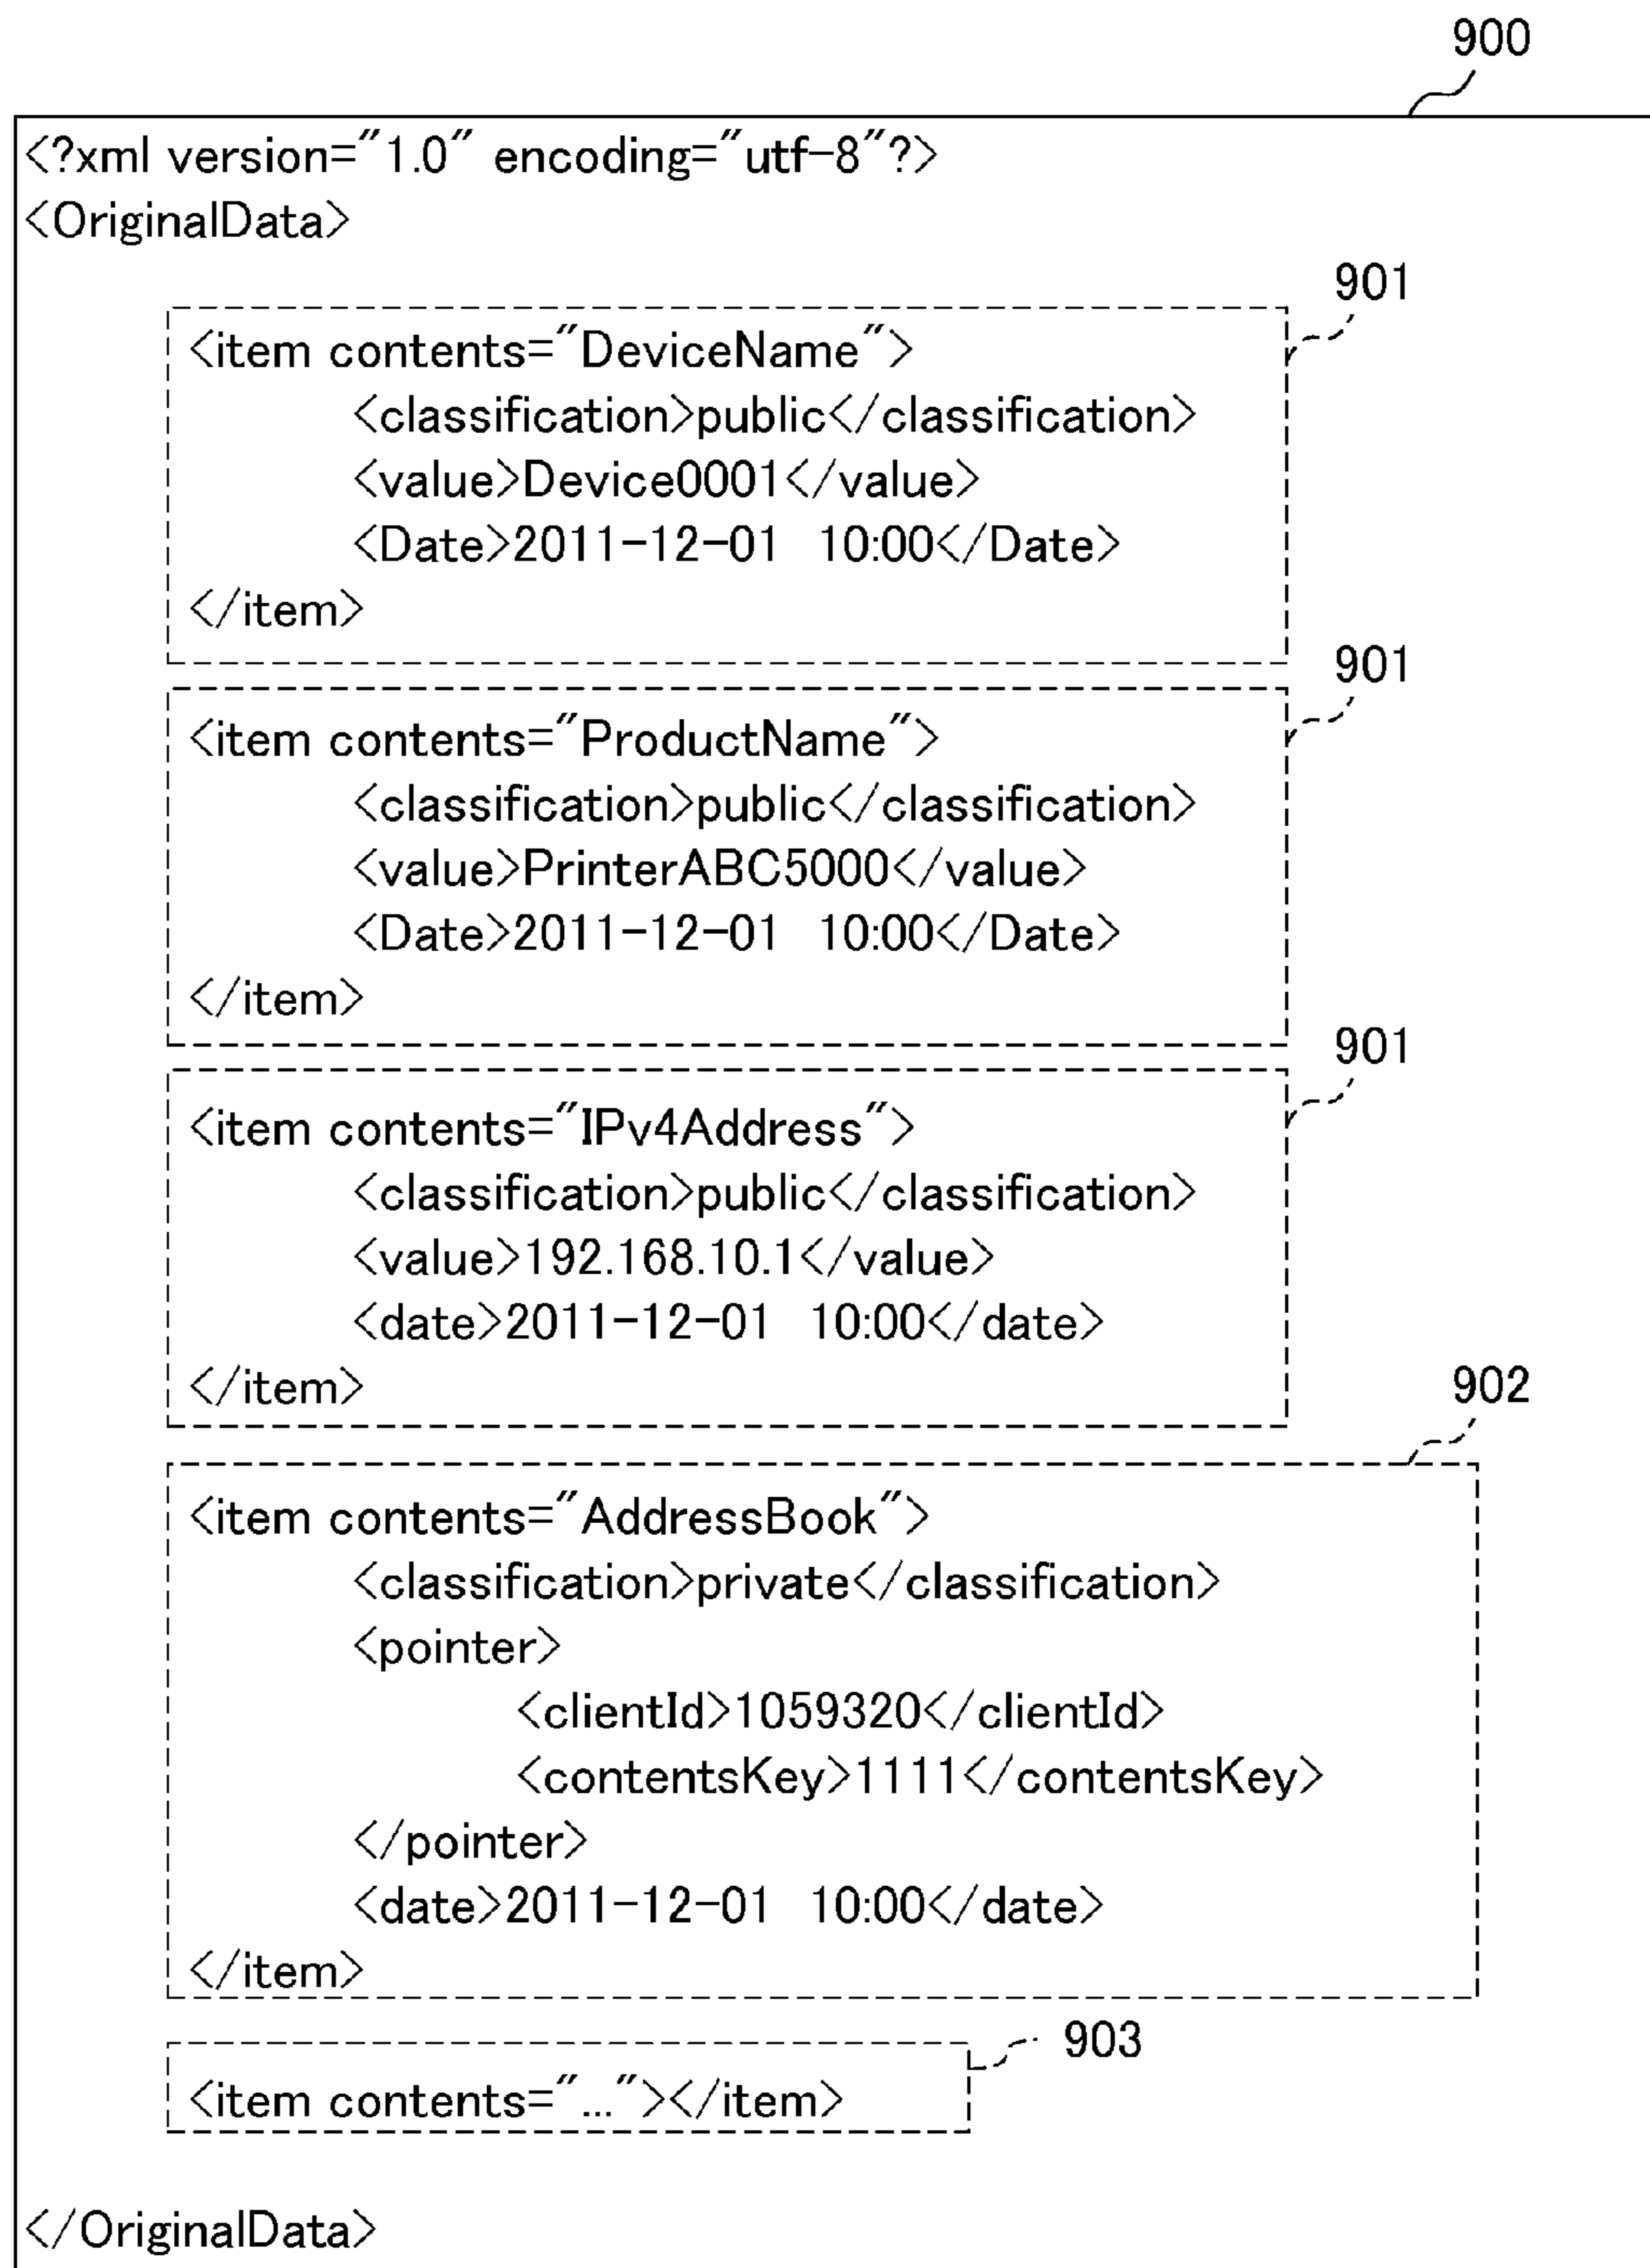 900
<?xml version="1.0" encoding="utf-8"?>
<OriginalData>
901
<item contents="DeviceName">
<classification>public</classification>
<value>Device0001</value>
<Date>2011-12-01 10:00</Date>
</item>
901
<item contents="ProductName">
<classification>public</classification>
<value>PrinterABC5000</value>
<Date>2011-12-01 10:00</Date>
</item>
901
<item contents="IPv4Address">
<classification>public</classification>
<value>192.168.10.1</value>
<date>2011-12-01 10:00</date>
</item>
902
<item contents="AddressBook">
<classification>private</classification>
<pointer>
<clientId>1059320</clientId>
<contentsKey>1111</contentsKey>
</pointer>
<date>2011-12-01 10:00</date>
</item>
903
<item contents="..."></item>
</OriginalData>